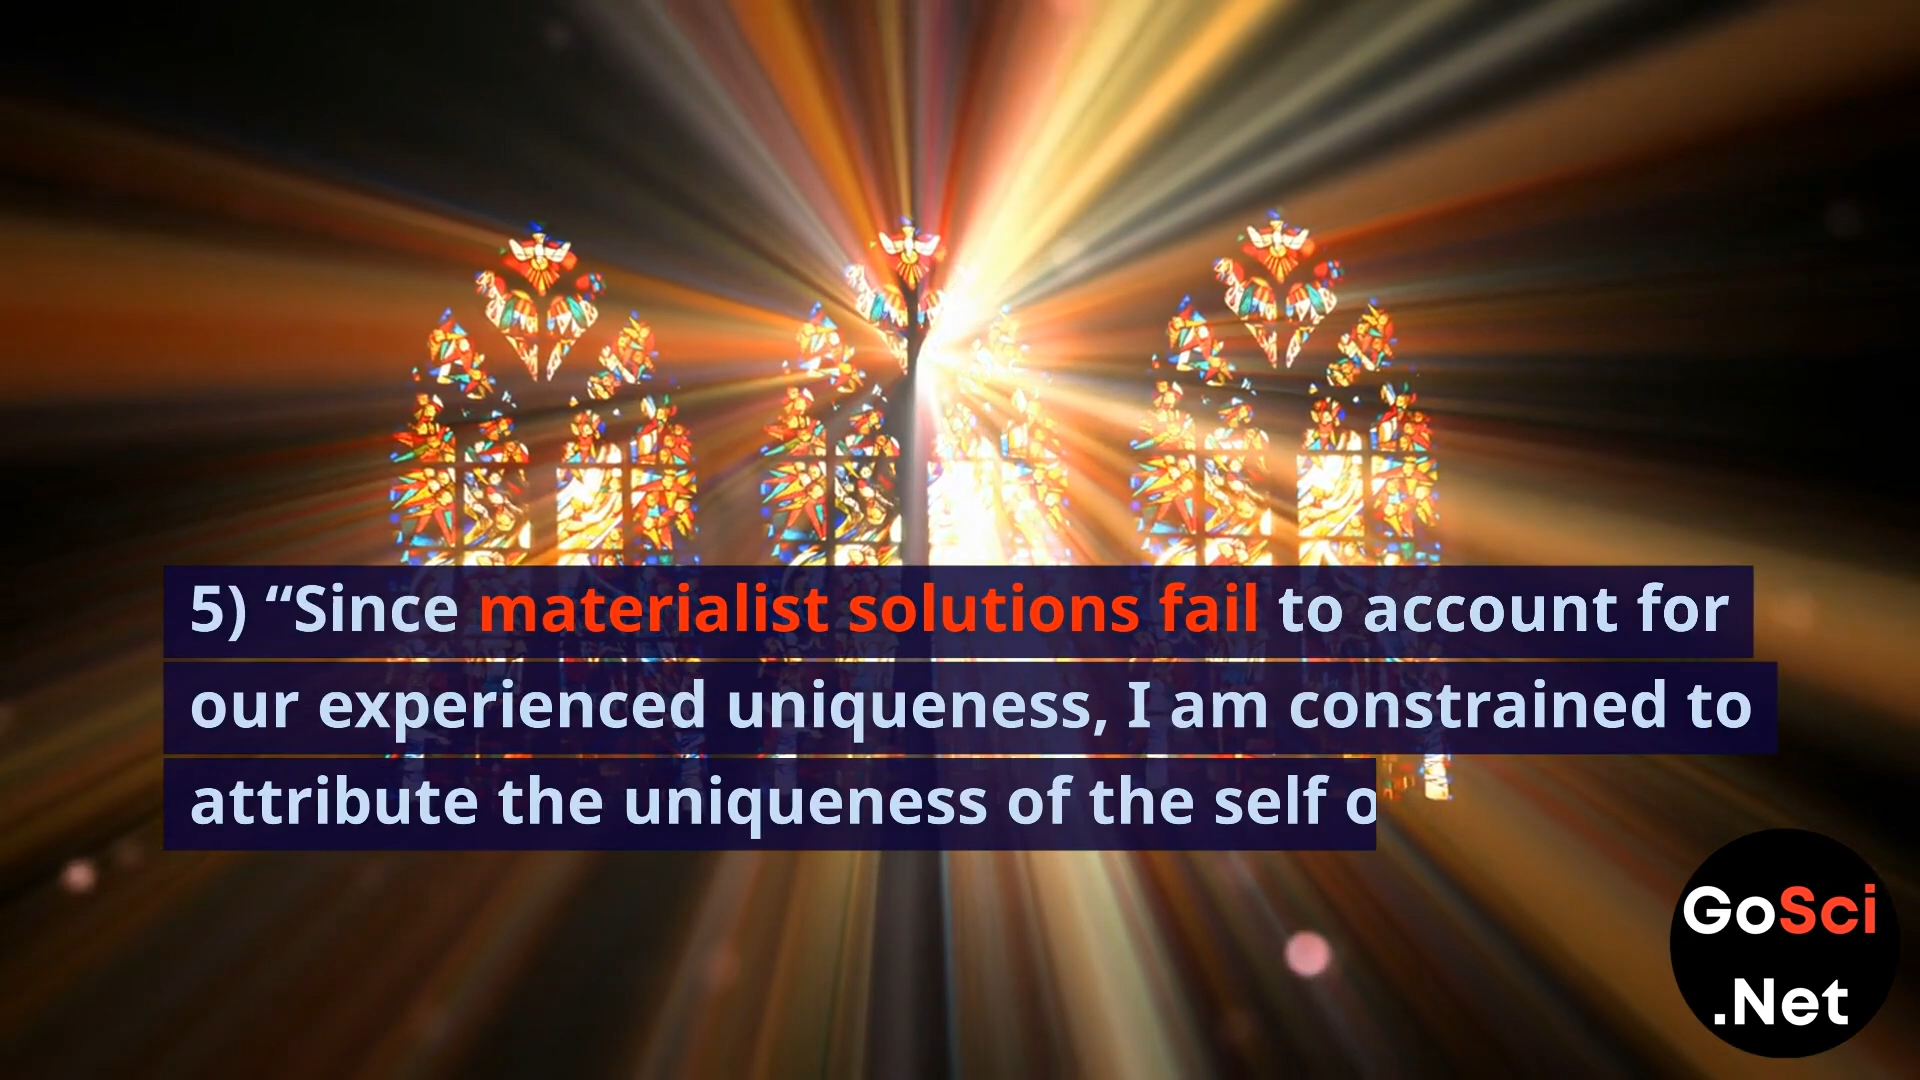 5) “Since materialist solutions fail to account for
our experienced uniqueness, I am constrained to
attribute the uniqueness of the self o
GoSci
.Net